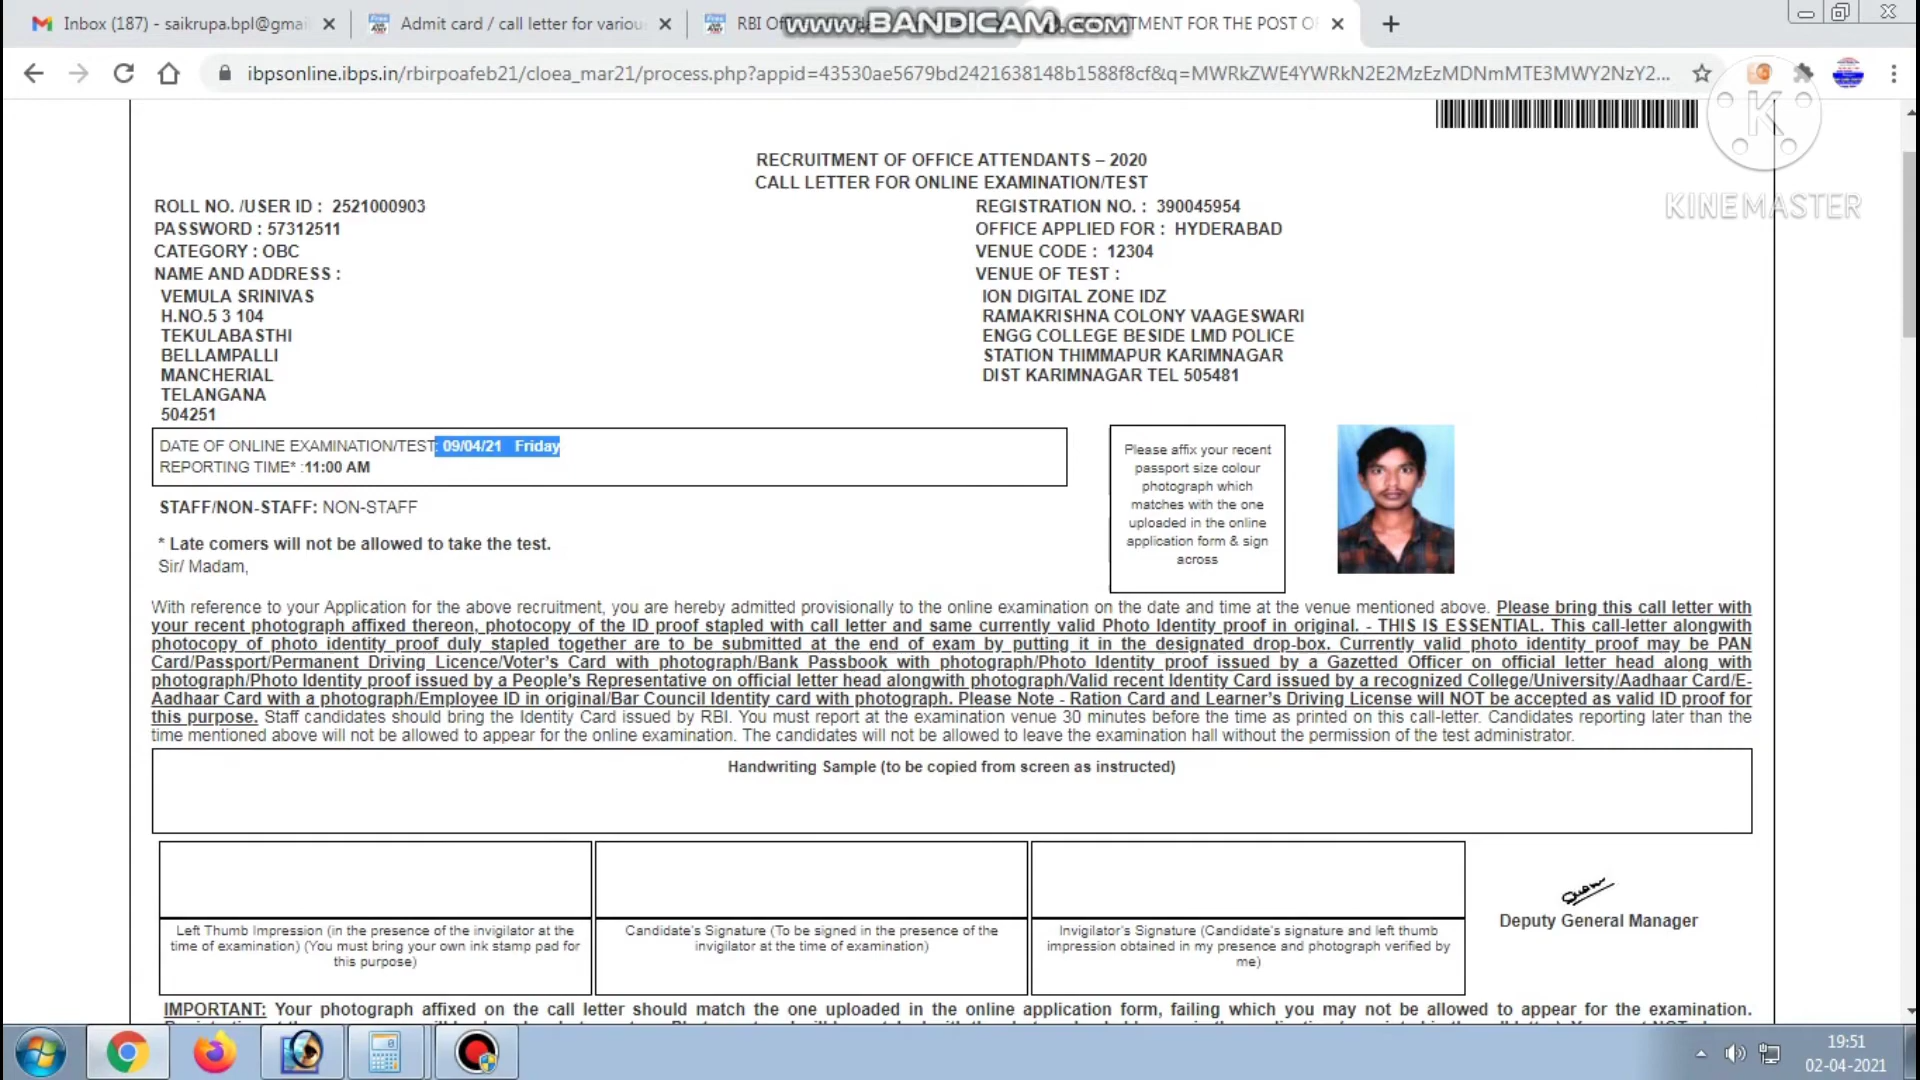 Inbox (187) - saikrupa.bpl@gmai
Admit card / call letter for variou
RBI Of
www.BANDICAM.com
RECRUITMENT FOR THE POST O
ibpsonline.ibps.in/rbirpoafeb21/cloea_mar21/process.php?appid=43530ae5679bd2421638148b1588f8cf&q=MWRkZWE4YWRkN2E2MzEzMDNmMTE3MWY2NzY2...
K
KINEMASTER
RECRUITMENT OF OFFICE ATTENDANTS – 2020
CALL LETTER FOR ONLINE EXAMINATION/TEST
ROLL NO. /USER ID : 2521000903
PASSWORD : 57312511
CATEGORY : OBC
NAME AND ADDRESS :
VEMULA SRINIVAS
H.NO.5 3 104
TEKULABASTHI
BELLAMPALLI
MANCHERIAL
TELANGANA
504251
REGISTRATION NO. : 390045954
OFFICE APPLIED FOR : HYDERABAD
VENUE CODE : 12304
VENUE OF TEST :
ION DIGITAL ZONE IDZ
RAMAKRISHNA COLONY VAAGESWARI
ENGG COLLEGE BESIDE LMD POLICE
STATION THIMMAPUR KARIMNAGAR
DIST KARIMNAGAR TEL 505481
DATE OF ONLINE EXAMINATION/TEST: 09/04/21 Friday
REPORTING TIME* :11:00 AM
Please affix your recent
passport size colour
photograph which
matches with the one
uploaded in the online
application form & sign
across
STAFF/NON-STAFF: NON-STAFF
* Late comers will not be allowed to take the test.
Sir/ Madam,
With reference to your Application for the above recruitment, you are hereby admitted provisionally to the online examination on the date and time at the venue mentioned above. Please bring this call letter with
your recent photograph affixed thereon, photocopy of the ID proof stapled with call letter and same currently valid Photo Identity proof in original. - THIS IS ESSENTIAL. This call-letter alongwith
photocopy of photo identity proof duly stapled together are to be submitted at the end of exam by putting it in the designated drop-box. Currently valid photo identity proof may be PAN
Card/Passport/Permanent Driving Licence/Voter's Card with photograph/Bank Passbook with photograph/Photo Identity proof issued by a Gazetted Officer on official letter head along with
photograph/Photo Identity proof issued by a People's Representative on official letter head alongwith photograph/Valid recent Identity Card issued by a recognized College/University/Aadhaar Card/E-
Aadhaar Card with a photograph/Employee ID in original/Bar Council Identity card with photograph. Please Note - Ration Card and Learner's Driving License will NOT be accepted as valid ID proof for
this purpose. Staff candidates should bring the Identity Card issued by RBI. You must report at the examination venue 30 minutes before the time as printed on this call-letter. Candidates reporting later than the
time mentioned above will not be allowed to appear for the online examination. The candidates will not be allowed to leave the examination hall without the permission of the test administrator.
Handwriting Sample (to be copied from screen as instructed)
Left Thumb Impression (in the presence of the invigilator at the
time of examination) (You must bring your own ink stamp pad for
this purpose)
Candidate's Signature (To be signed in the presence of the
invigilator at the time of examination)
Invigilator's Signature (Candidate's signature and left thumb
impression obtained in my presence and photograph verified by
me)
Deputy General Manager
IMPORTANT: Your photograph affixed on the call letter should match the one uploaded in the online application form, failing which you may not be allowed to appear for the examination.
19:51
02-04-2021